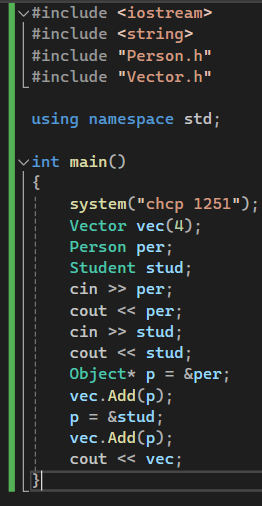 #include <iostream>
#include <string>
#include "Person.h"
#include "Vector.h"
using namespace std;
int main()
{
system("chcp 1251");
Vector vec(4);
Person per;
Student stud;
cin >> per;
cout << per;
cin >> stud;
cout << stud;
Object* p = &per;
vec.Add(p);
p = &stud;
vec.Add(p);
cout << vec;
}